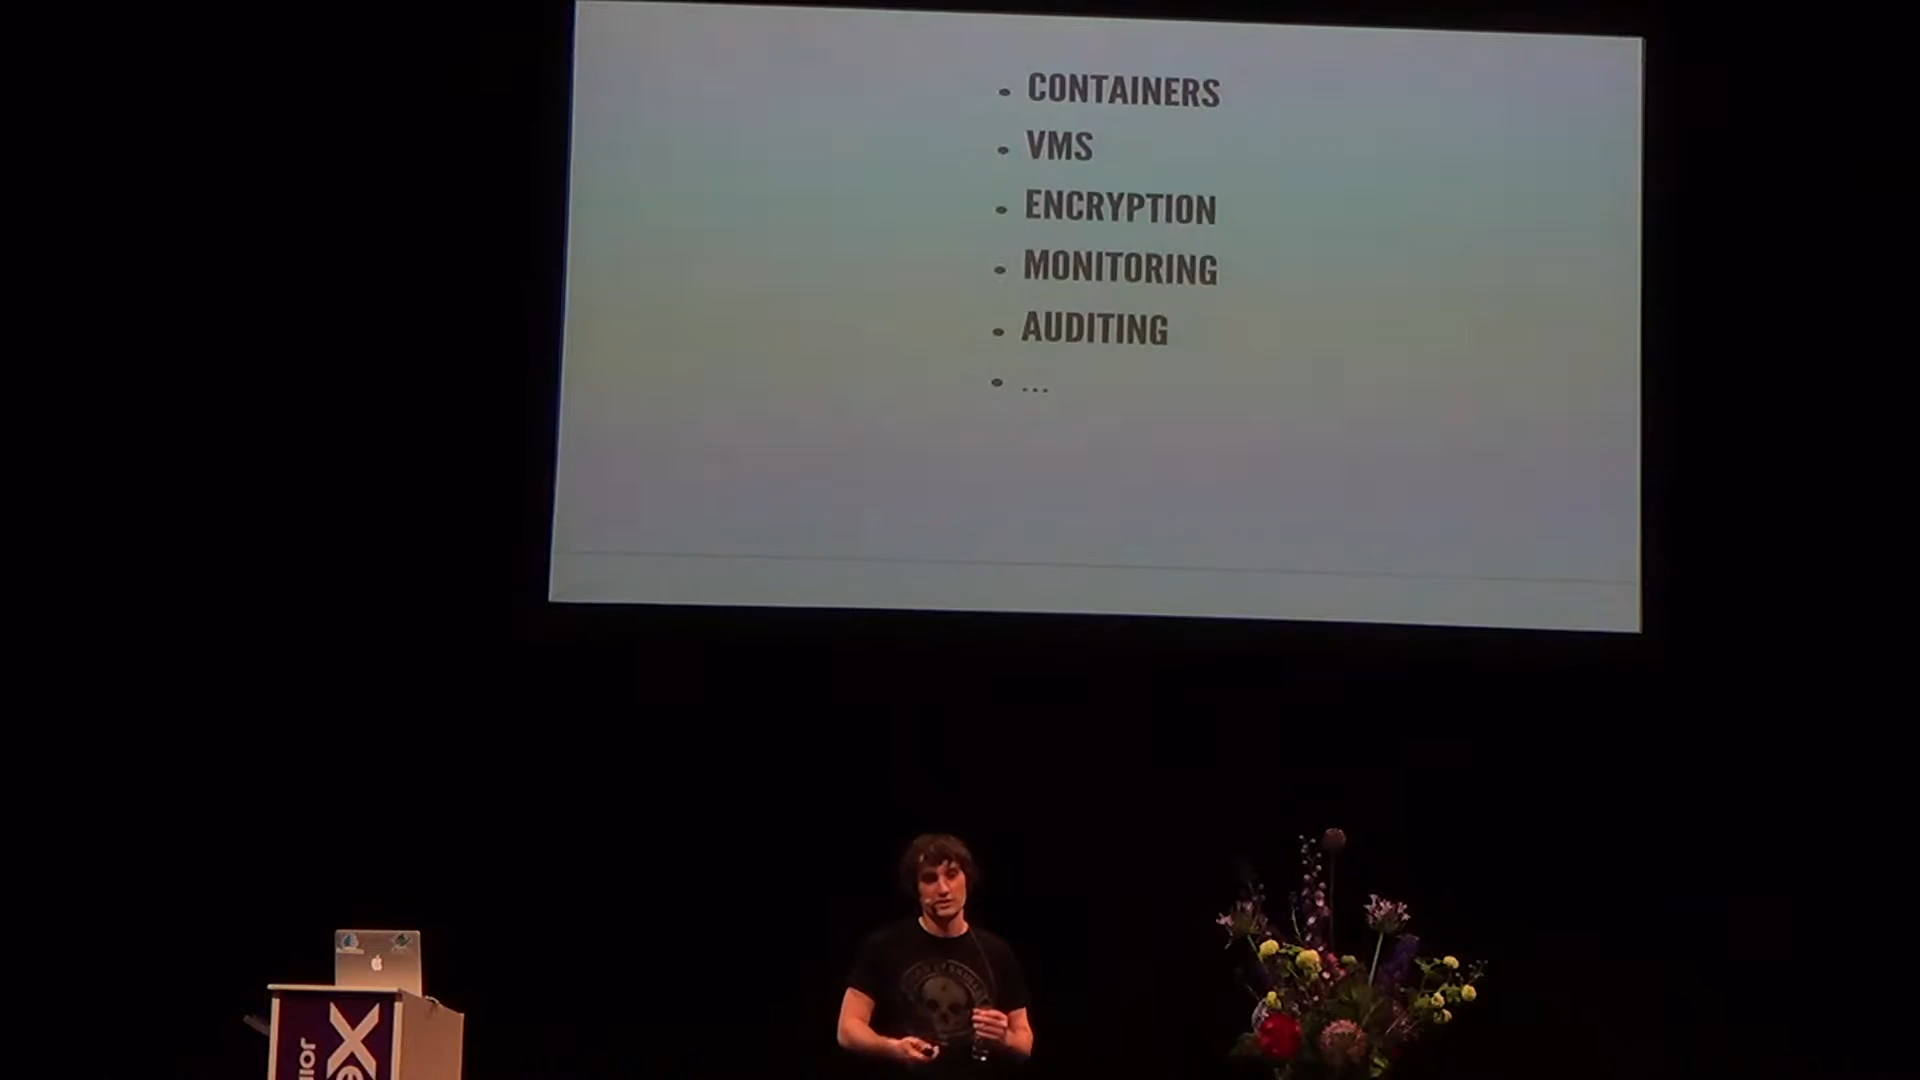 • CONTAINERS
• VMS
• ENCRYPTION
• MONITORING
• AUDITING
• ...